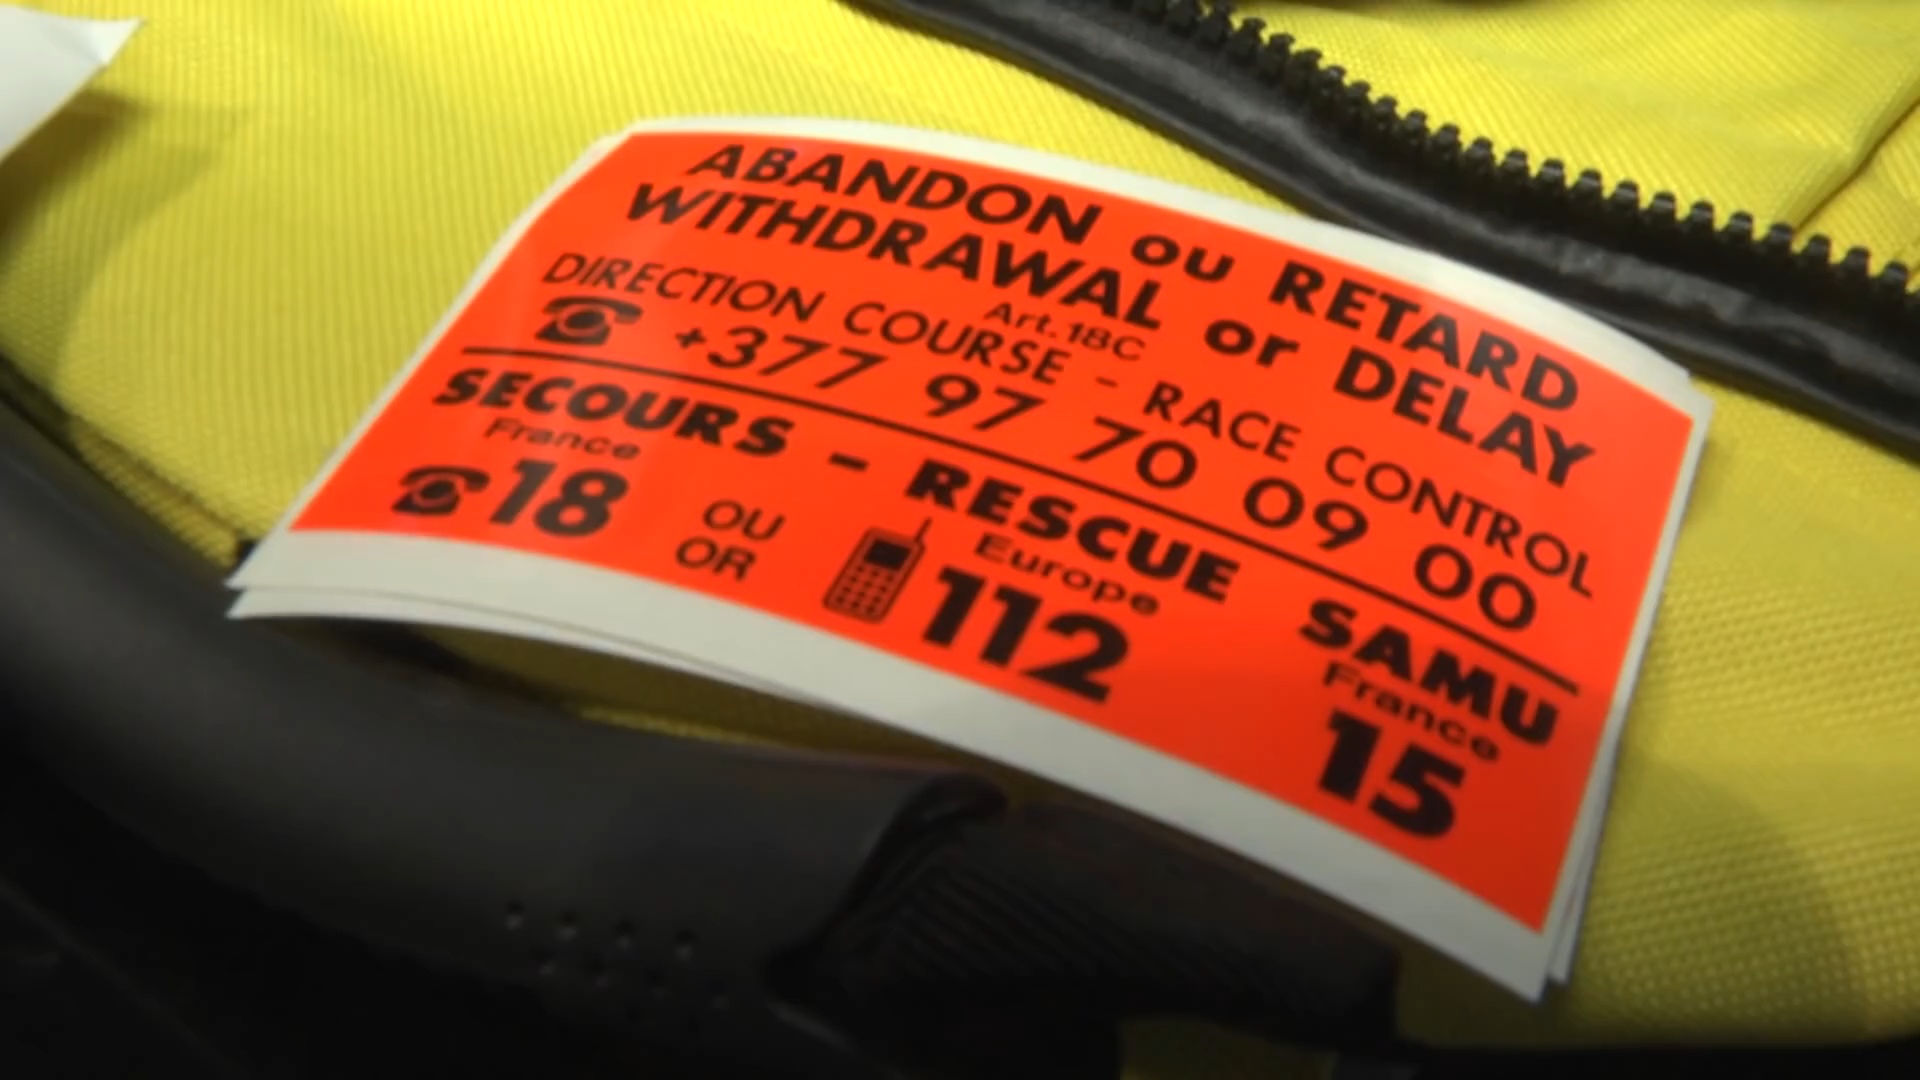 ABANDON ou RETARD
WITHDRAWAL or DELAY
Art.18C
DIRECTION COURSE - RACE CONTROL
+377 97 70 09 00
SECOURS - RESCUE
SAMU
France
Europe
France
18
OU
OR
112
15